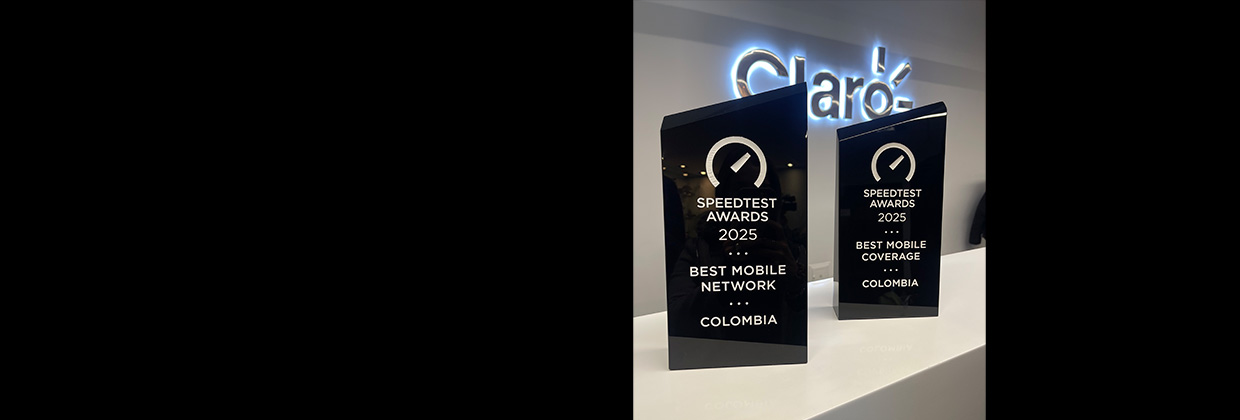 Claro
SPEEDTEST
AWARDS
2025
BEST MOBILE
NETWORK
COLOMBIA
SPEEDTEST
AWARDS
2025
BEST MOBILE
COVERAGE
COLOMBIA